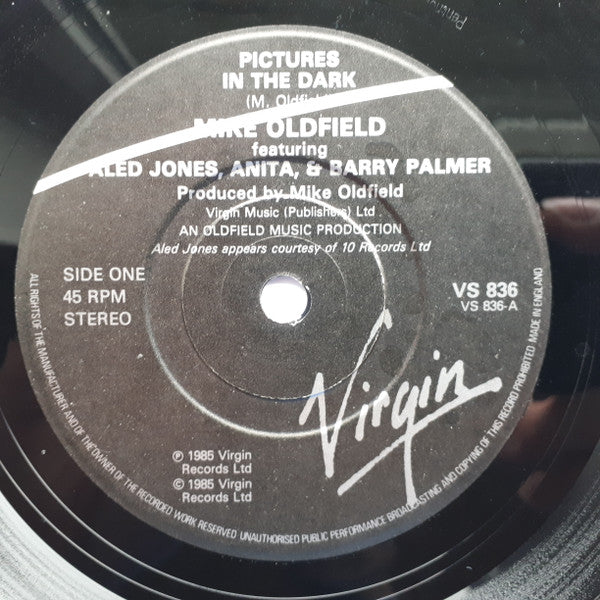 PICTURES
IN THE DARK
(M. Oldfield)
MIKE OLDFIELD
featuring
ALED JONES, ANITA, & BARRY PALMER
Produced by Mike Oldfield
Virgin Music (Publishers) Ltd
AN OLDFIELD MUSIC PRODUCTION
Aled Jones appears courtesy of 10 Records Ltd
SIDE ONE
45 RPM
STEREO
VS 836
VS 836-A
Virgin
℗ 1985 Virgin
Records Ltd
© 1985 Virgin
Records Ltd
ALL RIGHTS OF THE MANUFACTURER AND OF THE OWNER OF THE RECORDED WORK RESERVED UNAUTHORISED PUBLIC PERFORMANCE BROADCASTING AND COPYING OF THIS RECORD PROHIBITED MADE IN ENGLAND